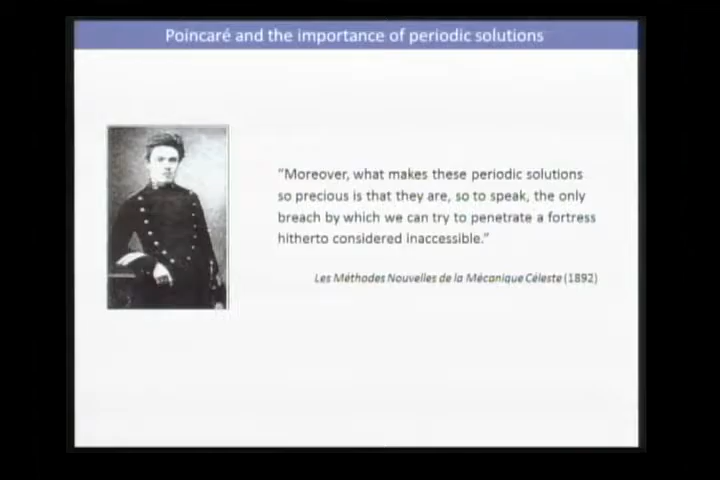 Poincaré and the importance of periodic solutions
“Moreover, what makes these periodic solutions
so precious is that they are, so to speak, the only
breach by which we can try to penetrate a fortress
hitherto considered inaccessible.”
Les Méthodes Nouvelles de la Mécanique Céleste (1892)